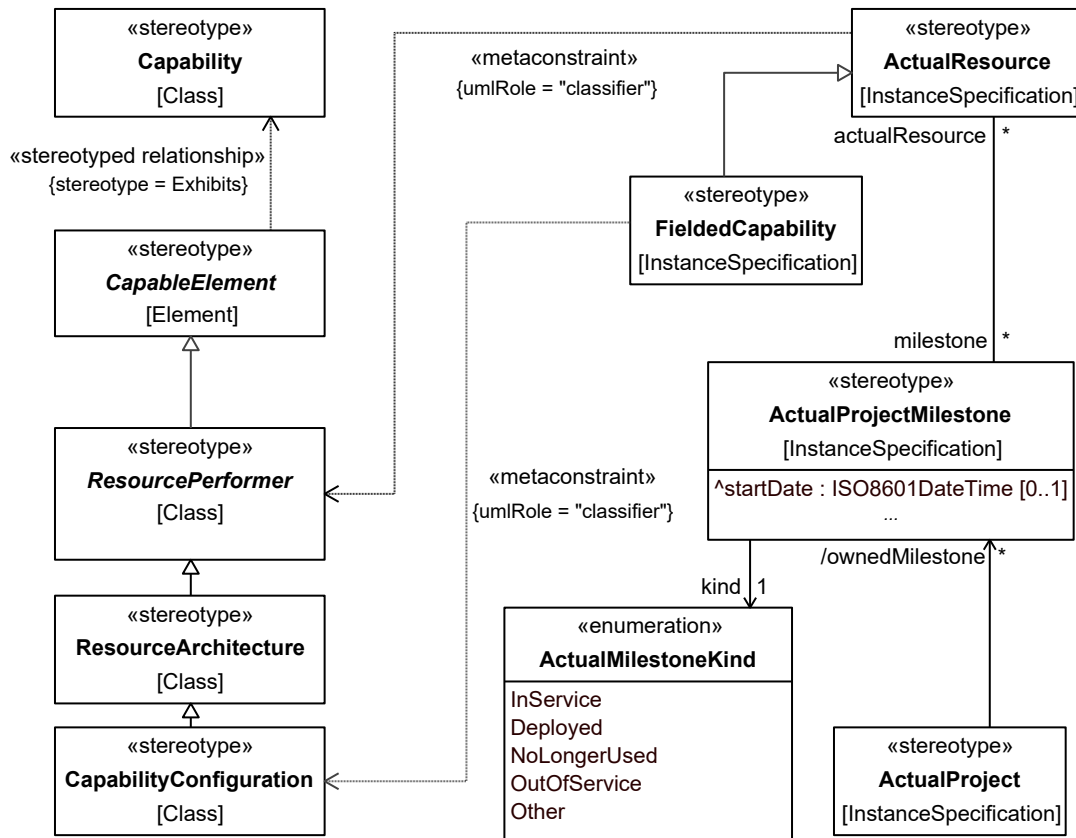 «stereotype»
Capability
[Class]
«stereotyped relationship»
{stereotype = Exhibits}
«stereotype»
CapableElement
[Element]
«stereotype»
ResourcePerformer
[Class]
«stereotype»
ResourceArchitecture
[Class]
«stereotype»
CapabilityConfiguration
[Class]
«metaconstraint»
{umlRole = "classifier"}
«stereotype»
ActualResource
[InstanceSpecification]
actualResource *
«stereotype»
FieldedCapability
[InstanceSpecification]
«metaconstraint»
{umlRole = "classifier"}
milestone *
«stereotype»
ActualProjectMilestone
[InstanceSpecification]
^startDate : ISO8601DateTime [0..1]
...
/ownedMilestone *
kind 1
«enumeration»
ActualMilestoneKind
InService
Deployed
NoLongerUsed
OutOfService
Other
«stereotype»
ActualProject
[InstanceSpecification]